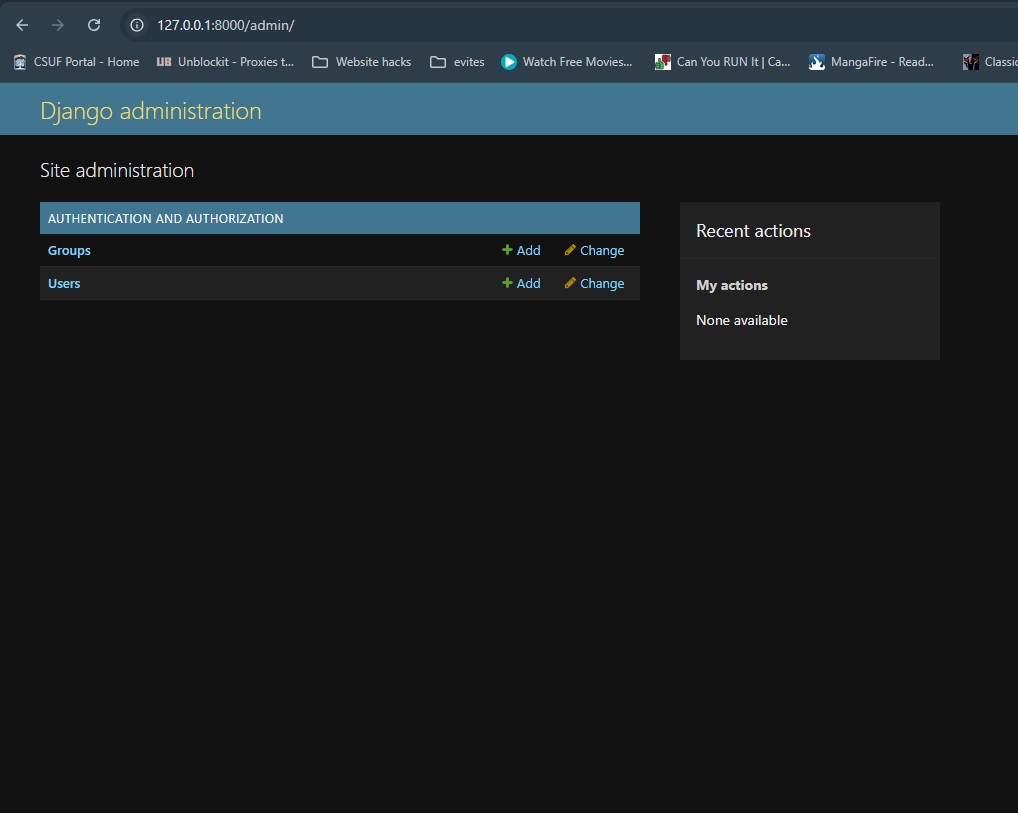 127.0.0.1:8000/admin/
CSUF Portal - Home UB Unblockit - Proxies t... Website hacks evites Watch Free Movies... Can You RUN It | Ca... MangaFire - Read... Classic
Django administration
Site administration
AUTHENTICATION AND AUTHORIZATION
Groups Add Change
Users Add Change
Recent actions
My actions
None available